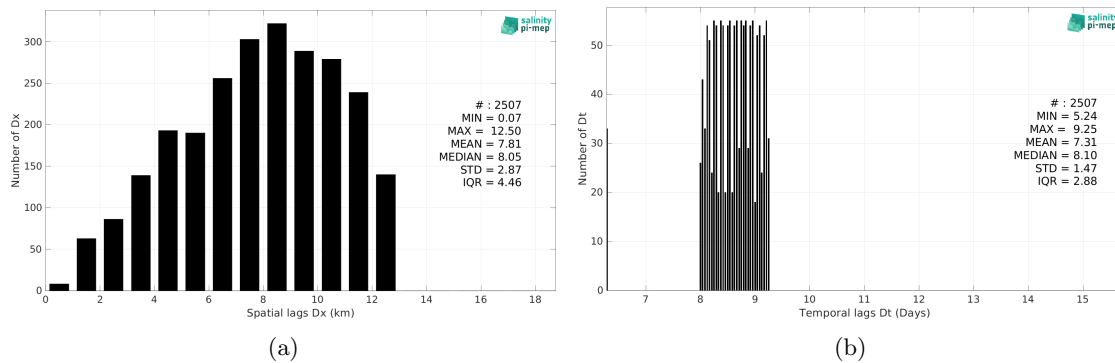 salinity
pi-mep
300
250
200
150
100
50
0
Number of Dx
# : 2507
MIN = 0.07
MAX = 12.50
MEAN = 7.81
MEDIAN = 8.05
STD = 2.87
IQR = 4.46
0 2 4 6 8 10 12 14 16 18
Spatial lags Dx (km)
(a)
salinity
pi-mep
50
40
30
20
10
0
Number of Dt
# : 2507
MIN = 5.24
MAX = 9.25
MEAN = 7.31
MEDIAN = 8.10
STD = 1.47
IQR = 2.88
7 8 9 10 11 12 13 14 15
Temporal lags Dt (Days)
(b)